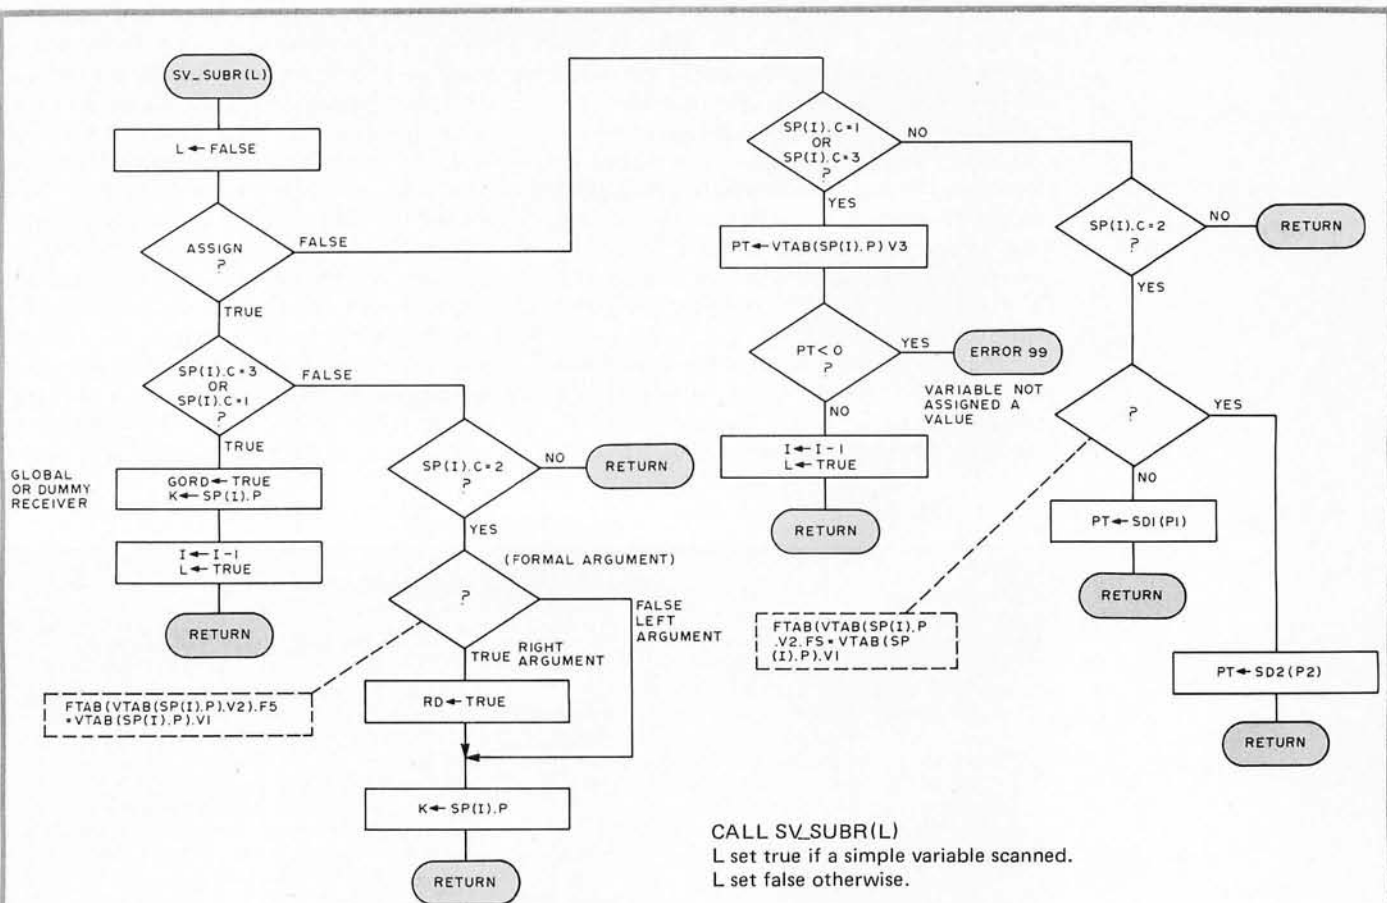 SV_SUBR(L)
L←FALSE
ASSIGN
?
FALSE
TRUE
SP(I).C=3
OR
SP(I).C=1
?
FALSE
TRUE
GLOBAL
OR DUMMY
RECEIVER
GORD←TRUE
K←SP(I).P
I←I-1
L←TRUE
RETURN
SP(I).C=2
?
NO
RETURN
YES
(FORMAL ARGUMENT)
?
FALSE
LEFT
ARGUMENT
TRUE RIGHT
ARGUMENT
FTAB(VTAB(SP(I).P).V2).F5
=VTAB(SP(I).P).V1
RD←TRUE
K←SP(I).P
RETURN
SP(I).C=1
OR
SP(I).C=3
?
NO
YES
PT←VTAB(SP(I).P)V3
PT<0
?
YES
ERROR 99
VARIABLE NOT
ASSIGNED A
VALUE
NO
I←I-1
L←TRUE
RETURN
SP(I).C=2
?
NO
RETURN
YES
?
YES
NO
PT←SD1(P1)
RETURN
FTAB(VTAB(SP(I).P
.V2.F5=VTAB(SP
(I).P).V1
PT←SD2(P2)
RETURN
CALL SV_SUBR(L)
L set true if a simple variable scanned.
L set false otherwise.